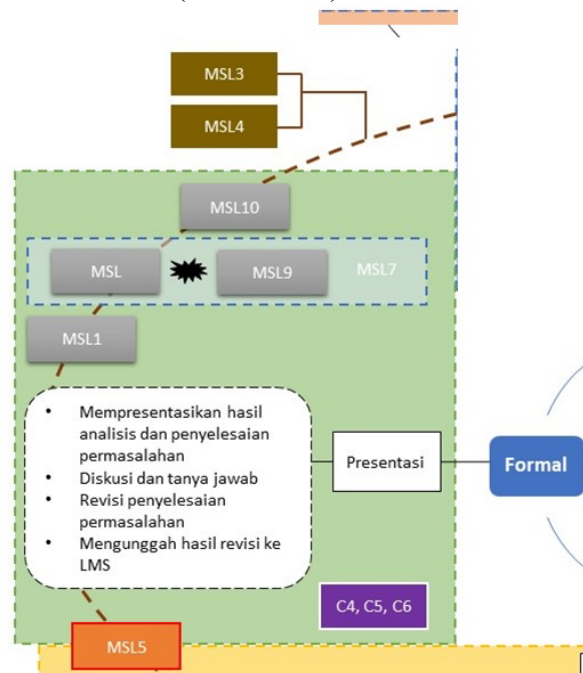 MSL3
MSL4
MSL10
MSL
MSL9
MSL7
MSL1
• Mempresentasikan hasil
analisis dan penyelesaian
permasalahan
• Diskusi dan tanya jawab
• Revisi penyelesaian
permasalahan
• Mengunggah hasil revisi ke
LMS
Presentasi
Formal
C4, C5, C6
MSL5